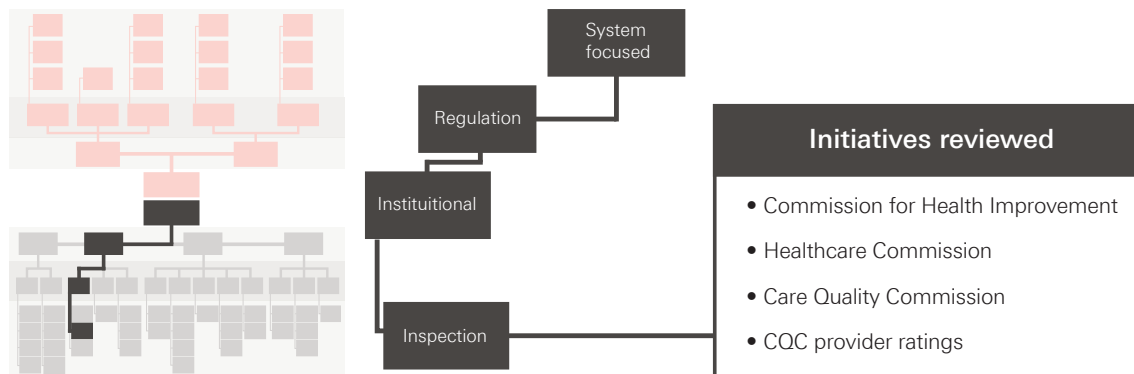 System
focused
Regulation
Instituitional
Inspection
Initiatives reviewed
• Commission for Health Improvement
• Healthcare Commission
• Care Quality Commission
• CQC provider ratings